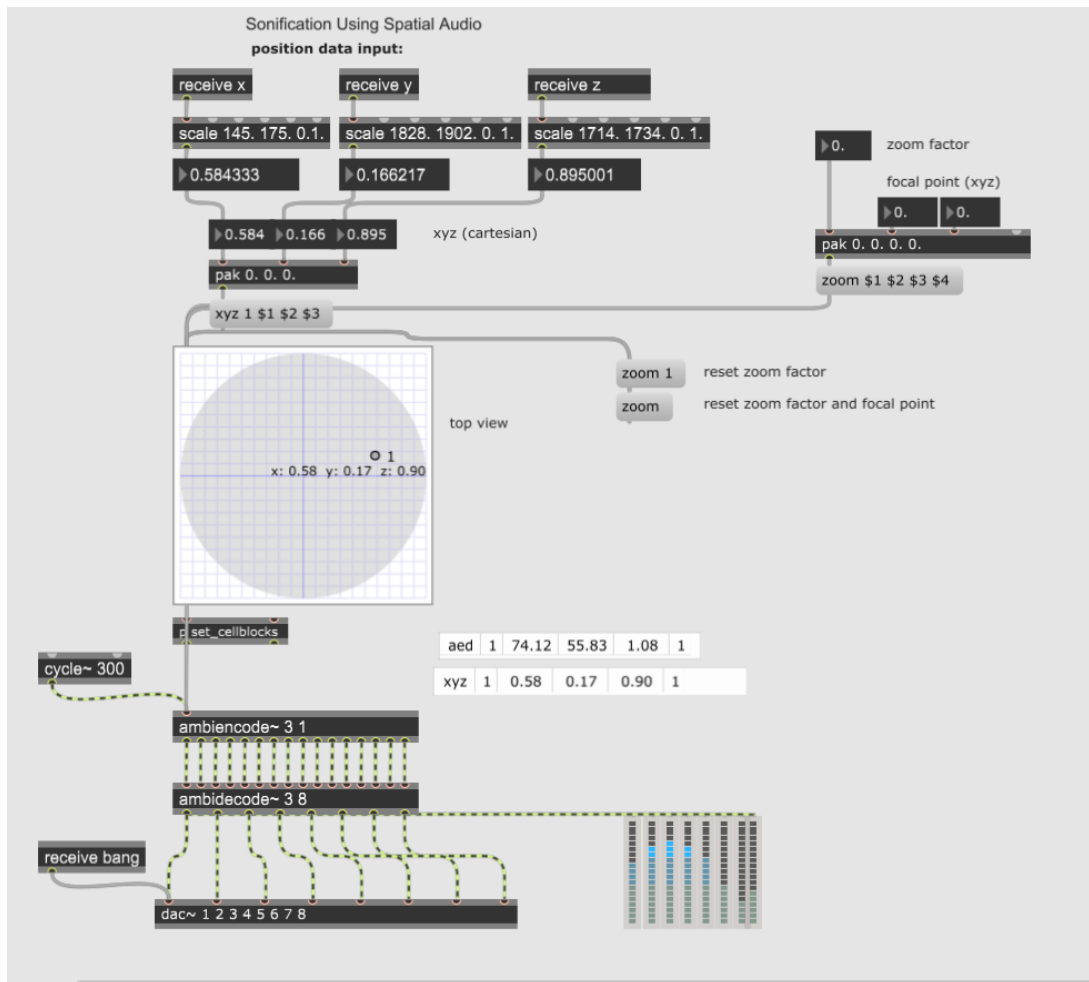 Sonification Using Spatial Audio
position data input:
receive x
receive y
receive z
scale 145. 175. 0.1.
scale 1828. 1902. 0. 1.
scale 1714. 1734. 0. 1.
0.584333
0.166217
0.895001
0.
zoom factor
focal point (xyz)
0.
0.
0.584
0.166
0.895
xyz (cartesian)
pak 0. 0. 0. 0.
pak 0. 0. 0.
zoom $1 $2 $3 $4
xyz 1 $1 $2 $3
zoom 1
reset zoom factor
zoom
reset zoom factor and focal point
top view
1
x: 0.58 y: 0.17 z: 0.90
p set_cellblocks
aed 1 74.12 55.83 1.08 1
cycle~ 300
xyz 1 0.58 0.17 0.90 1
ambiencode~ 3 1
ambidecode~ 3 8
receive bang
dac~ 1 2 3 4 5 6 7 8